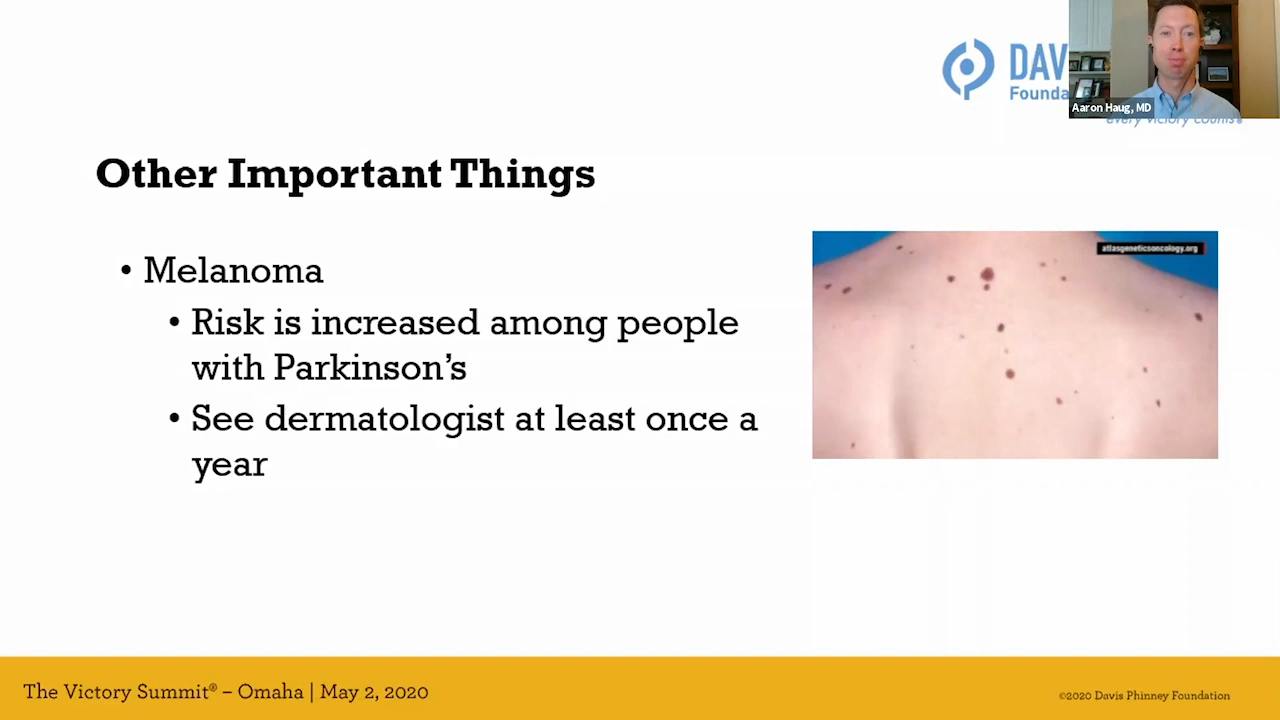 DAV
Founda
Aaron Haug, MD
every victory counts®
Other Important Things
atlasgeneticsoncology.org
• Melanoma
• Risk is increased among people
with Parkinson's
• See dermatologist at least once a
year
The Victory Summit® – Omaha | May 2, 2020
©2020 Davis Phinney Foundation